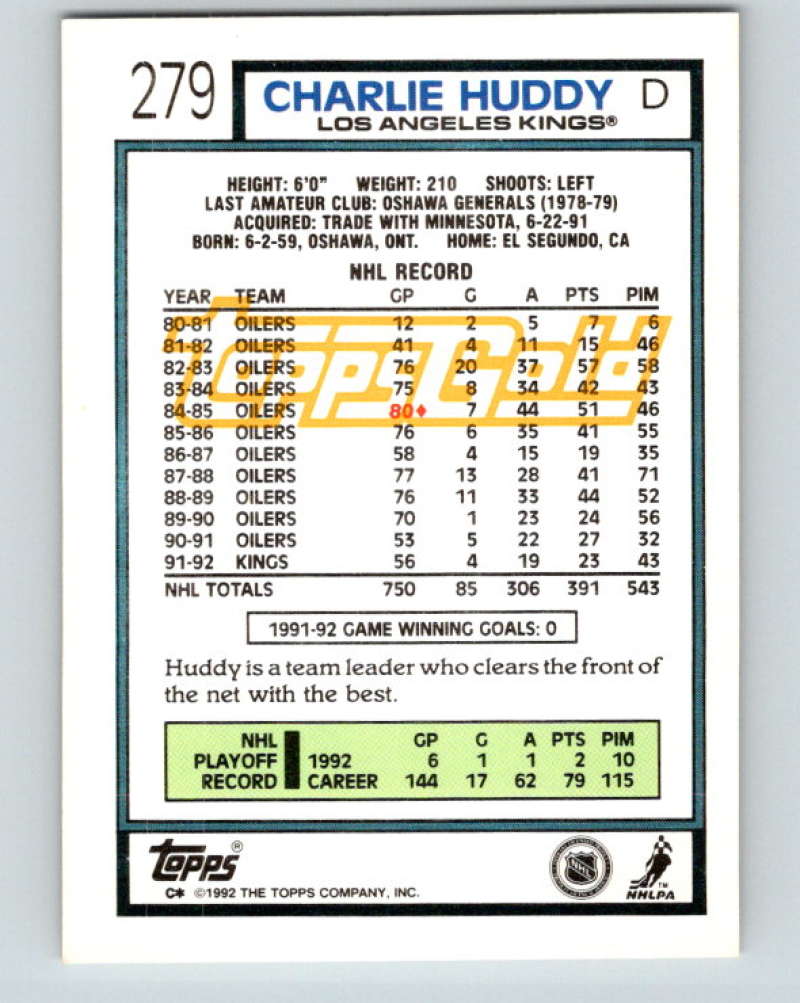 279
CHARLIE HUDDY D
LOS ANGELES KINGS®
HEIGHT: 6'0" WEIGHT: 210 SHOOTS: LEFT
LAST AMATEUR CLUB: OSHAWA GENERALS (1978-79)
ACQUIRED: TRADE WITH MINNESOTA, 6-22-91
BORN: 6-2-59, OSHAWA, ONT. HOME: EL SEGUNDO, CA
NHL RECORD
YEAR TEAM GP G A PTS PIM
80-81 OILERS 12 2 5 7 6
81-82 OILERS 41 4 11 15 46
82-83 OILERS 76 20 37 57 58
83-84 OILERS 75 8 34 42 43
84-85 OILERS 80♦ 7 44 51 46
85-86 OILERS 76 6 35 41 55
86-87 OILERS 58 4 15 19 35
87-88 OILERS 77 13 28 41 71
88-89 OILERS 76 11 33 44 52
89-90 OILERS 70 1 23 24 56
90-91 OILERS 53 5 22 27 32
91-92 KINGS 56 4 19 23 43
NHL TOTALS 750 85 306 391 543
ToppsGold
1991-92 GAME WINNING GOALS: 0
Huddy is a team leader who clears the front of
the net with the best.
NHL GP G A PTS PIM
PLAYOFF 1992 6 1 1 2 10
RECORD CAREER 144 17 62 79 115
TOPPS®
C* ©1992 THE TOPPS COMPANY, INC.
NHL
TM
NHLPA